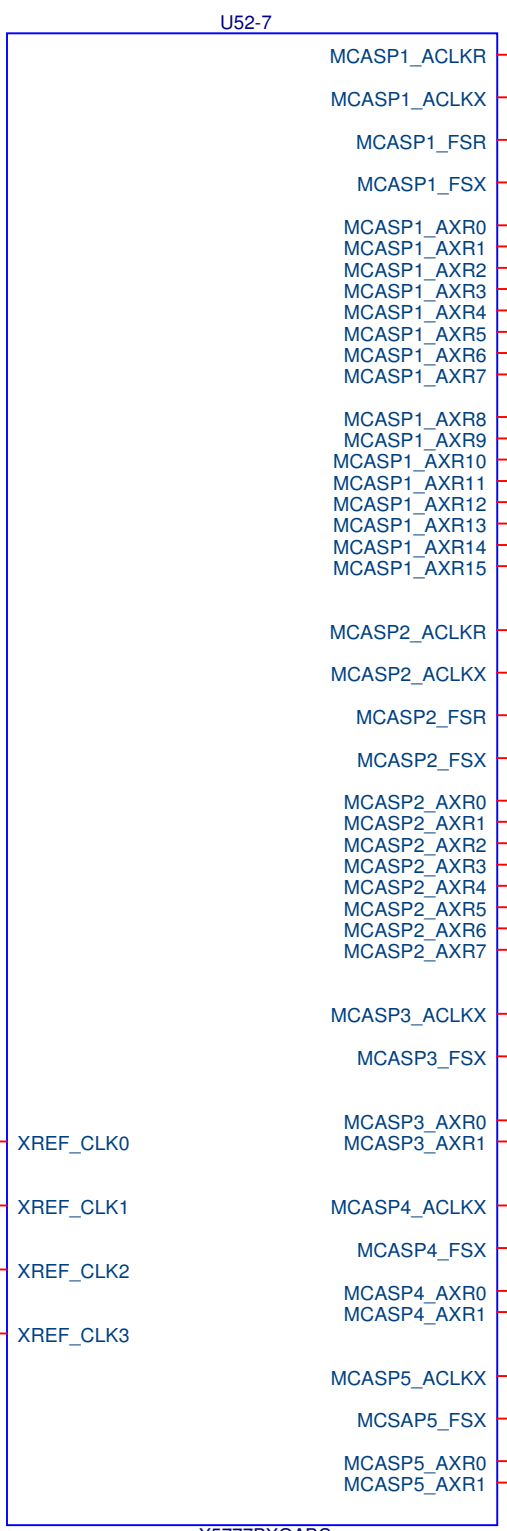 U52-7
MCASP1_ACLKR
MCASP1_ACLKX
MCASP1_FSR
MCASP1_FSX
MCASP1_AXR0
MCASP1_AXR1
MCASP1_AXR2
MCASP1_AXR3
MCASP1_AXR4
MCASP1_AXR5
MCASP1_AXR6
MCASP1_AXR7
MCASP1_AXR8
MCASP1_AXR9
MCASP1_AXR10
MCASP1_AXR11
MCASP1_AXR12
MCASP1_AXR13
MCASP1_AXR14
MCASP1_AXR15
MCASP2_ACLKR
MCASP2_ACLKX
MCASP2_FSR
MCASP2_FSX
MCASP2_AXR0
MCASP2_AXR1
MCASP2_AXR2
MCASP2_AXR3
MCASP2_AXR4
MCASP2_AXR5
MCASP2_AXR6
MCASP2_AXR7
MCASP3_ACLKX
MCASP3_FSX
MCASP3_AXR0
XREF_CLK0 MCASP3_AXR1
XREF_CLK1 MCASP4_ACLKX
MCASP4_FSX
XREF_CLK2
MCASP4_AXR0
MCASP4_AXR1
XREF_CLK3
MCASP5_ACLKX
MCSAP5_FSX
MCASP5_AXR0
MCASP5_AXR1